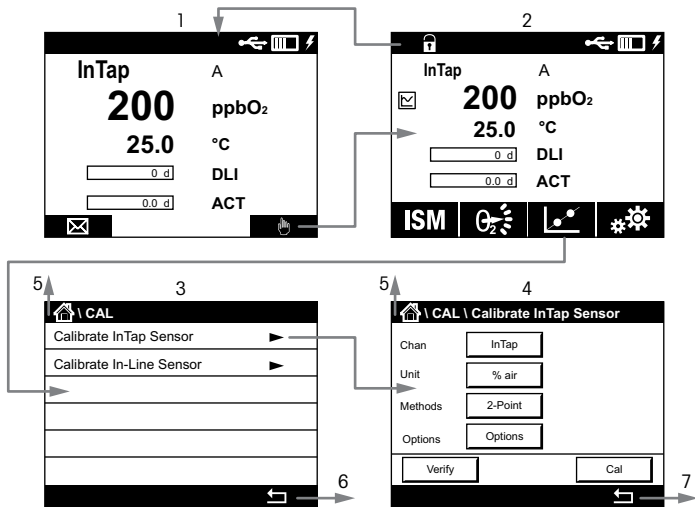 1
InTap A
200 ppbO2
25.0 °C
0 d DLI
0.0 d ACT
2
InTap A
200 ppbO2
25.0 °C
0 d DLI
0.0 d ACT
ISM O2
5 3
\ CAL
Calibrate InTap Sensor
Calibrate In-Line Sensor
6
5 4
\ CAL \ Calibrate InTap Sensor
Chan InTap
Unit % air
Methods 2-Point
Options Options
Verify Cal
7